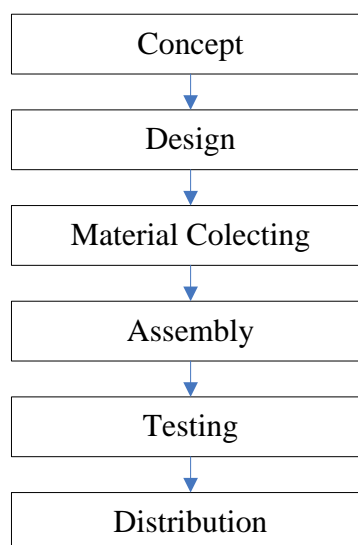 Concept
Design
Material Colecting
Assembly
Testing
Distribution